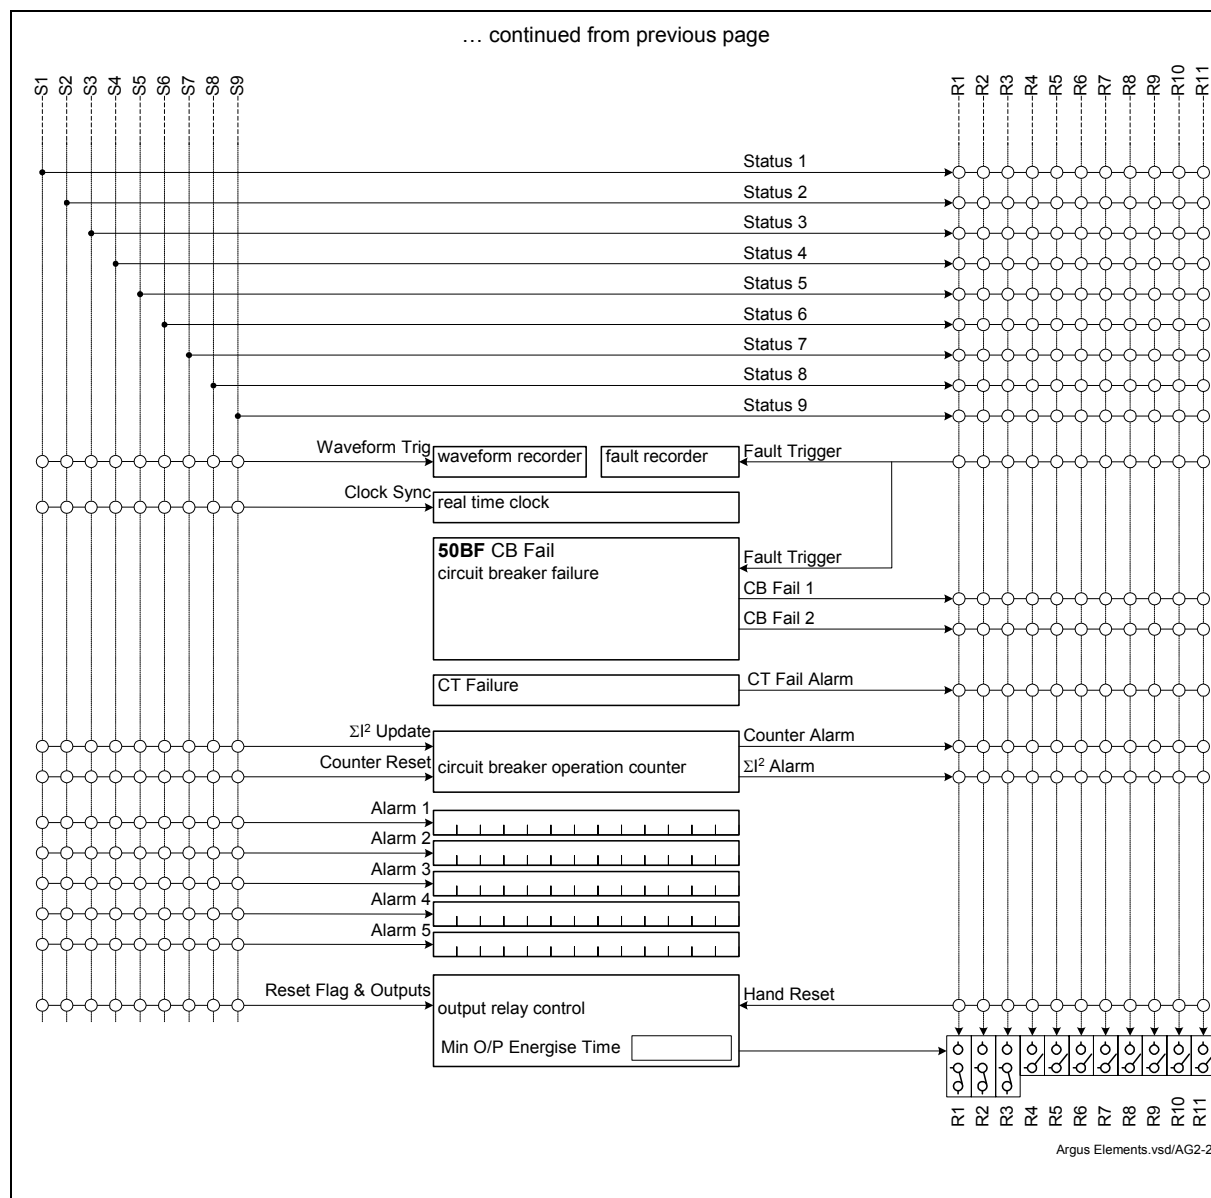 … continued from previous page
S1 S2 S3 S4 S5 S6 S7 S8 S9
R1 R2 R3 R4 R5 R6 R7 R8 R9 R10 R11
Status 1
Status 2
Status 3
Status 4
Status 5
Status 6
Status 7
Status 8
Status 9
Waveform Trig
waveform recorder
fault recorder
Fault Trigger
Clock Sync
real time clock
50BF CB Fail
circuit breaker failure
Fault Trigger
CB Fail 1
CB Fail 2
CT Failure
CT Fail Alarm
ΣI² Update
Counter Reset
circuit breaker operation counter
Counter Alarm
ΣI² Alarm
Alarm 1
Alarm 2
Alarm 3
Alarm 4
Alarm 5
Reset Flag & Outputs
output relay control
Hand Reset
Min O/P Energise Time
R1 R2 R3 R4 R5 R6 R7 R8 R9 R10 R11
Argus Elements.vsd/AG2-2